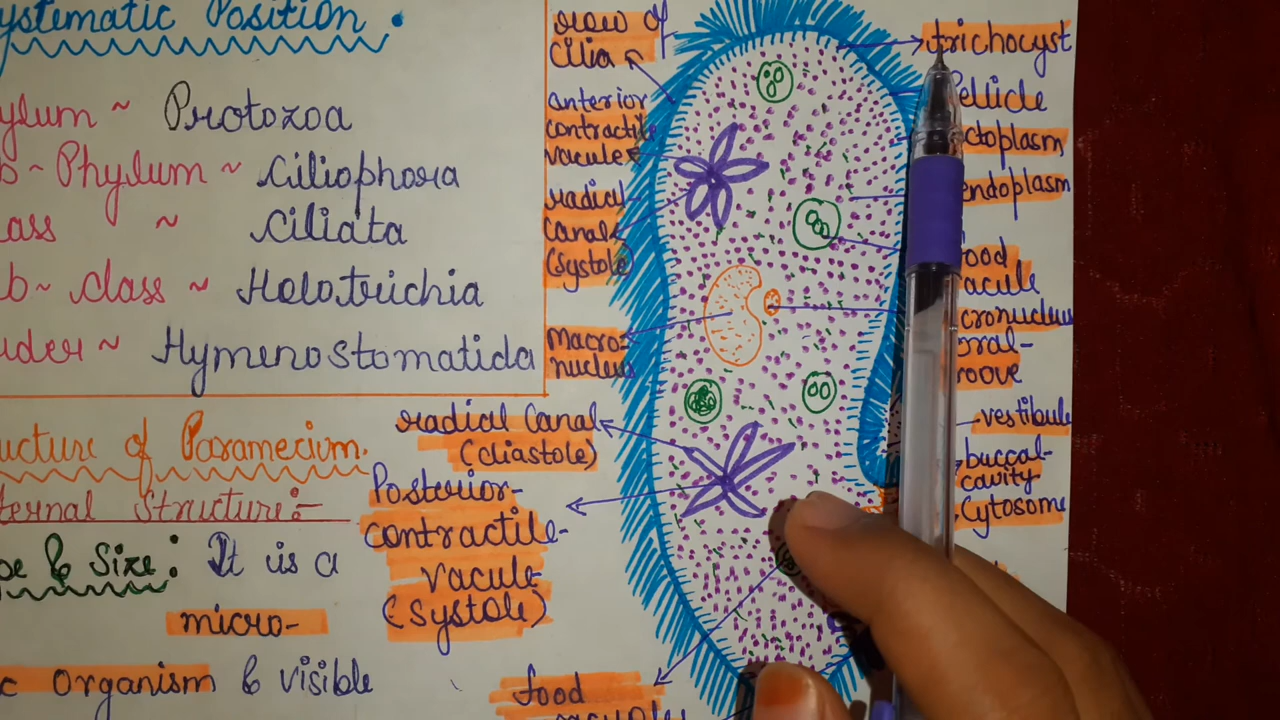 ystematic Position.
ylum ~ Protozoa
b ~ Phylum ~ Ciliophora
ass ~ Ciliata
b ~ Class ~ Holotrichia
der ~ Hymenostomatida
ucture of Paramecium.
ternal Structure:-
pe & Size: It is a
micro-
c organism & visible
row of
Cilia
anterior
contractile
vacule
radial
canal
(systole)
macro-
nucleus
radial Canal
(diastole)
Posterior-
contractile-
vacule
(systole)
food
trichocyst
ellicle
ctoplasm
endoplasm
ood
acule
cronucleus
oral-
roove
vestibule
buccal-
cavity
Cytosome